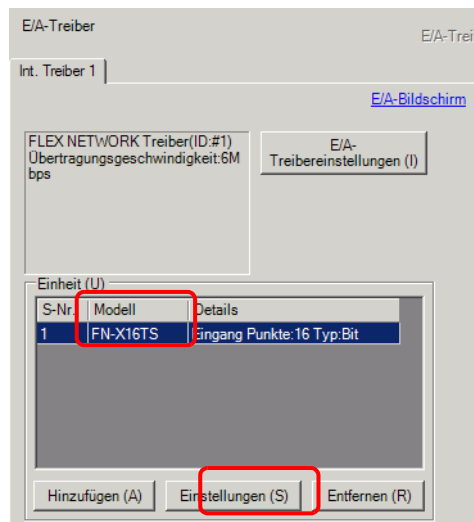 E/A-Treiber
E/A-Trei
Int. Treiber 1
E/A-Bildschirm
FLEX NETWORK Treiber(ID:#1)
Übertragungsgeschwindigkeit:6M
bps
E/A-
Treibereinstellungen (I)
Einheit (U)
S-Nr. Modell Details
1 FN-X16TS Eingang Punkte:16 Typ:Bit
Hinzufügen (A) Einstellungen (S) Entfernen (R)